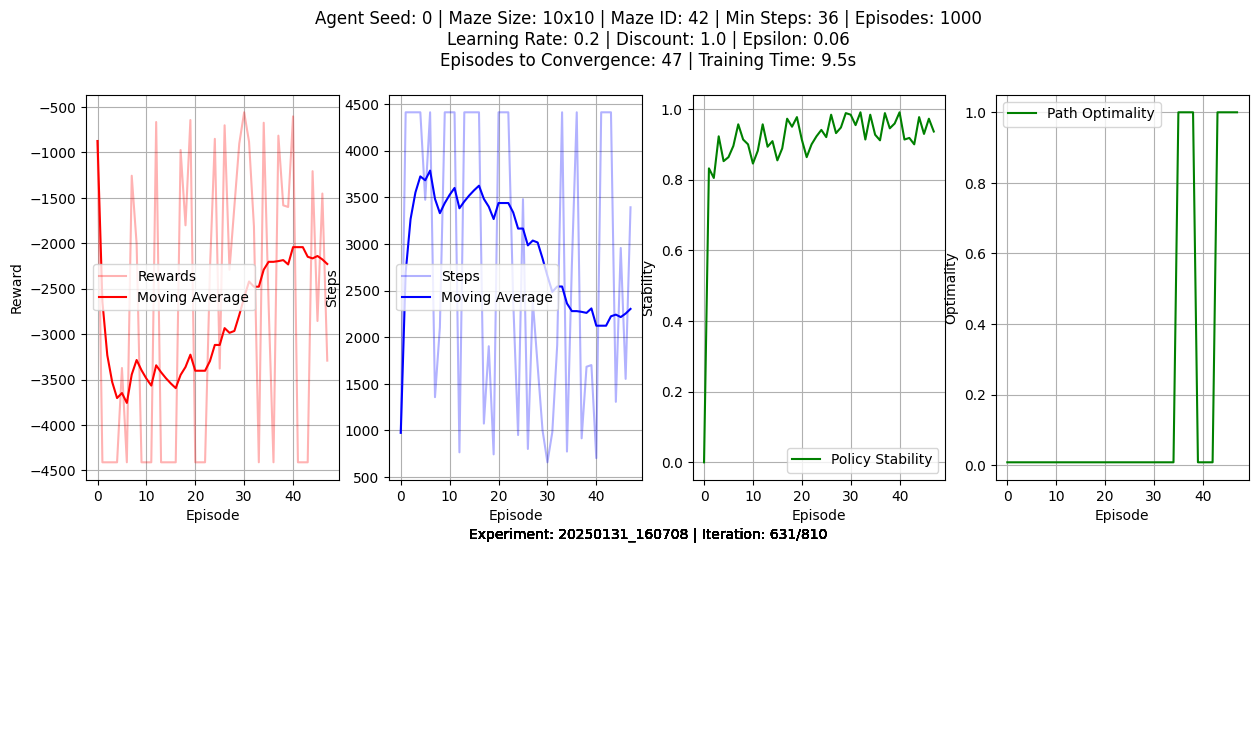 Agent Seed: 0 | Maze Size: 10x10 | Maze ID: 42 | Min Steps: 36 | Episodes: 1000
Learning Rate: 0.2 | Discount: 1.0 | Epsilon: 0.06
Episodes to Convergence: 47 | Training Time: 9.5s
Reward
−500
−1000
−1500
−2000
−2500
−3000
−3500
−4000
−4500
Rewards
Moving Average
0
10
20
30
40
Episode
Steps
4500
4000
3500
3000
2500
2000
1500
1000
500
Steps
Moving Average
0
10
20
30
40
Episode
Stability
1.0
0.8
0.6
0.4
0.2
0.0
Policy Stability
0
10
20
30
40
Episode
Optimality
1.0
0.8
0.6
0.4
0.2
0.0
Path Optimality
0
10
20
30
40
Episode
Experiment: 20250131_160708 | Iteration: 631/810